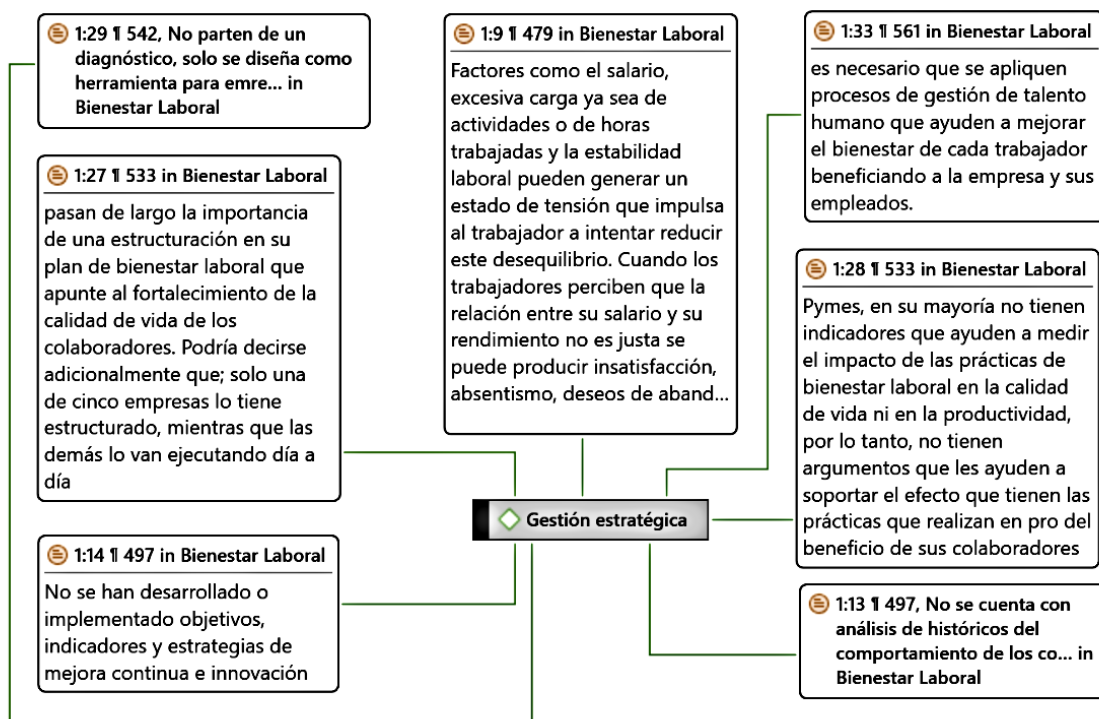 1:29 ¶ 542, No parten de un
diagnóstico, solo se diseña como
herramienta para emre... in
Bienestar Laboral
1:27 ¶ 533 in Bienestar Laboral
pasan de largo la importancia
de una estructuración en su
plan de bienestar laboral que
apunte al fortalecimiento de la
calidad de vida de los
colaboradores. Podría decirse
adicionalmente que; solo una
de cinco empresas lo tiene
estructurado, mientras que las
demás lo van ejecutando día a
día
1:14 ¶ 497 in Bienestar Laboral
No se han desarrollado o
implementado objetivos,
indicadores y estrategias de
mejora continua e innovación
1:9 ¶ 479 in Bienestar Laboral
Factores como el salario,
excesiva carga ya sea de
actividades o de horas
trabajadas y la estabilidad
laboral pueden generar un
estado de tensión que impulsa
al trabajador a intentar reducir
este desequilibrio. Cuando los
trabajadores perciben que la
relación entre su salario y su
rendimiento no es justa se
puede producir insatisfacción,
absentismo, deseos de aband...
Gestión estratégica
1:33 ¶ 561 in Bienestar Laboral
es necesario que se apliquen
procesos de gestión de talento
humano que ayuden a mejorar
el bienestar de cada trabajador
beneficiando a la empresa y sus
empleados.
1:28 ¶ 533 in Bienestar Laboral
Pymes, en su mayoría no tienen
indicadores que ayuden a medir
el impacto de las prácticas de
bienestar laboral en la calidad
de vida ni en la productividad,
por lo tanto, no tienen
argumentos que les ayuden a
soportar el efecto que tienen las
prácticas que realizan en pro del
beneficio de sus colaboradores
1:13 ¶ 497, No se cuenta con
análisis de históricos del
comportamiento de los co... in
Bienestar Laboral